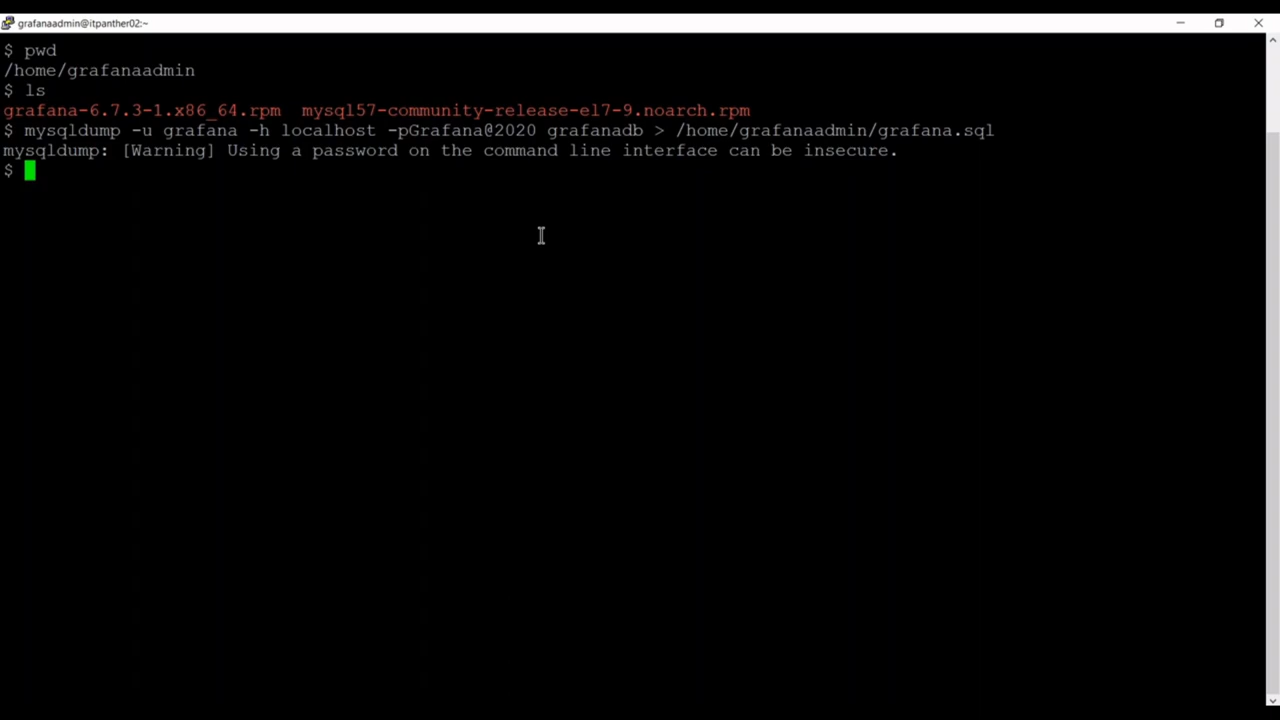 grafanaadmin@itpanther02:~
$ pwd
/home/grafanaadmin
$ ls
grafana-6.7.3-1.x86_64.rpm  mysql57-community-release-el7-9.noarch.rpm
$ mysqldump -u grafana -h localhost -pGrafana@2020 grafanadb > /home/grafanaadmin/grafana.sql
mysqldump: [Warning] Using a password on the command line interface can be insecure.
$